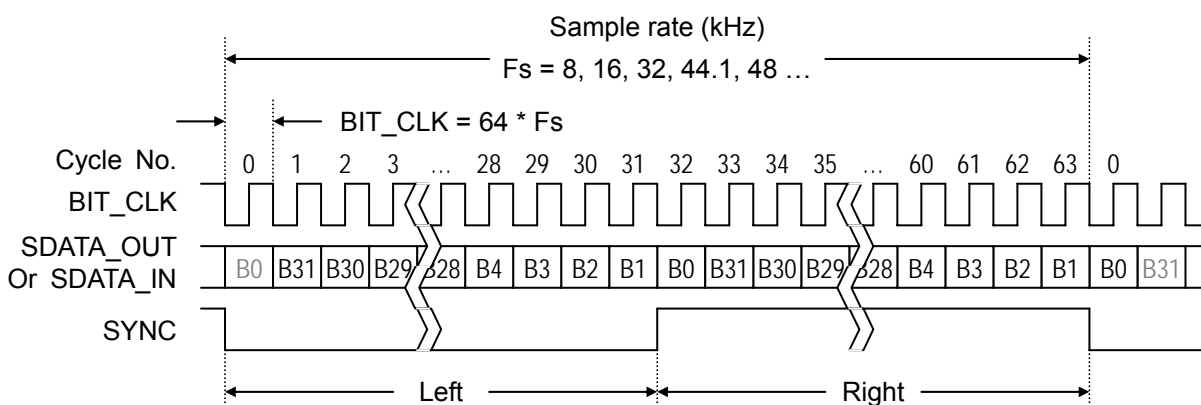 Sample rate (kHz)
Fs = 8, 16, 32, 44.1, 48 ...
BIT_CLK = 64 * Fs
Cycle No. 0 1 2 3 ... 28 29 30 31 32 33 34 35 ... 60 61 62 63 0
BIT_CLK
SDATA_OUT
Or SDATA_IN
B0 B31 B30 B29 B28 B4 B3 B2 B1 B0 B31 B30 B29 B28 B4 B3 B2 B1 B0 B31
SYNC
Left Right